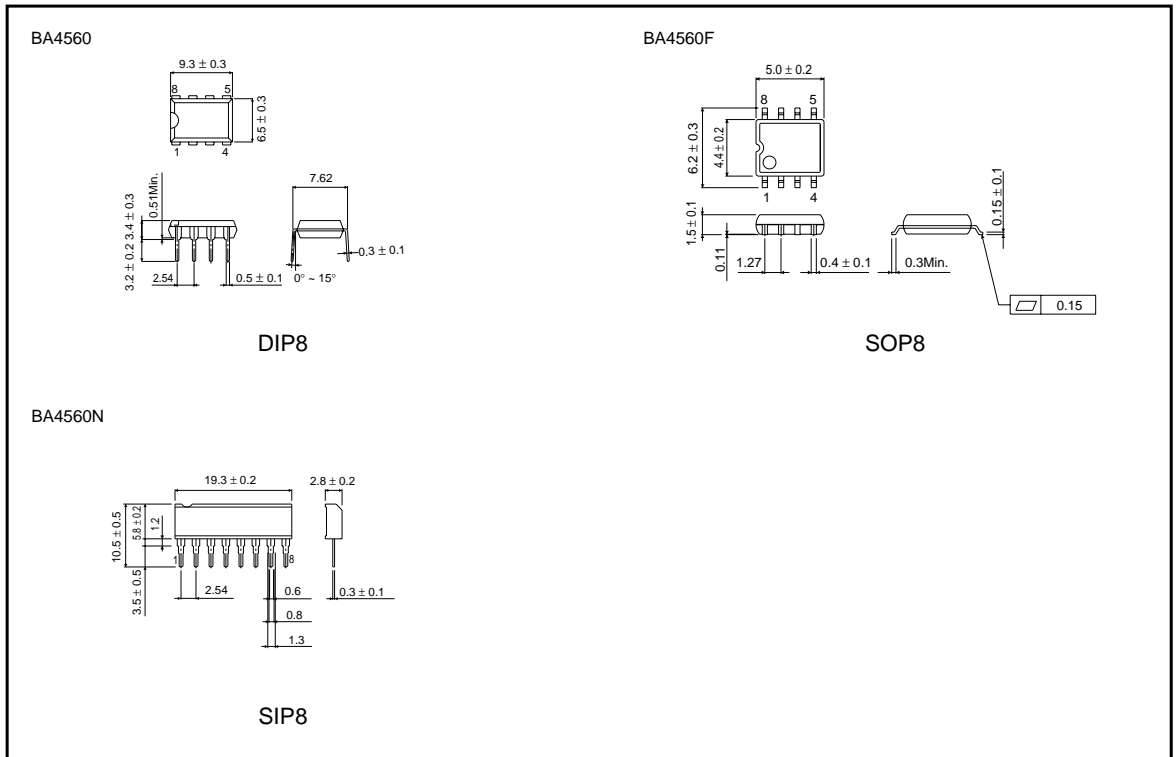 BA4560
9.3 ± 0.3
8 5
6.5 ± 0.3
1 4
0.51Min.
7.62
3.2 ± 0.2 3.4 ± 0.3
0.3 ± 0.1
2.54 0.5 ± 0.1 0° ~ 15°
DIP8
BA4560F
5.0 ± 0.2
8 5
6.2 ± 0.3
4.4 ± 0.2
1 4
1.5 ± 0.1
0.15 ± 0.1
0.11
1.27 0.4 ± 0.1 0.3Min.
0.15
SOP8
BA4560N
19.3 ± 0.2 2.8 ± 0.2
10.5 ± 0.5
5.8 ± 0.2
1.2
1 8
3.5 ± 0.5
2.54 0.6 0.3 ± 0.1
0.8
1.3
SIP8